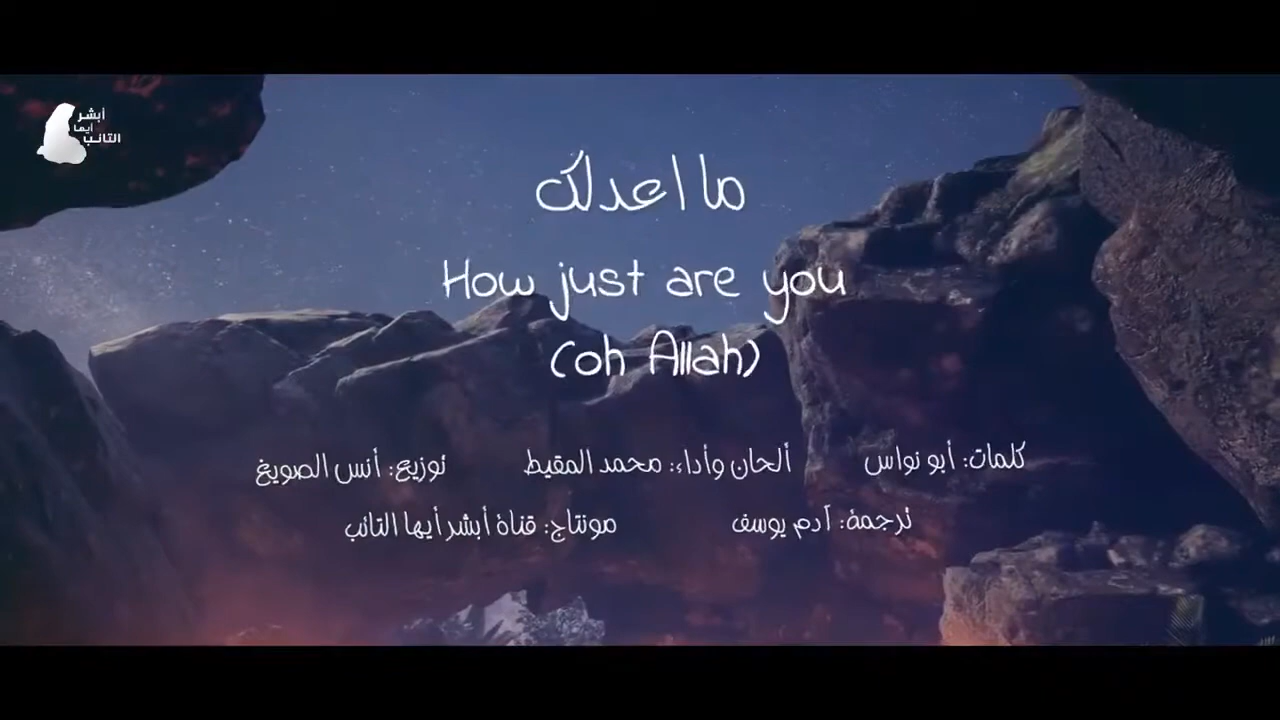 أبشر
أيها
التائب
ما اعدلك
How just are you
(oh Allah)
كلمات: أبو نواس ألحان وأداء: محمد المقيط توزيع: أنس الصويغ
ترجمة: آدم يوسف مونتاج: قناة أبشر أيها التائب